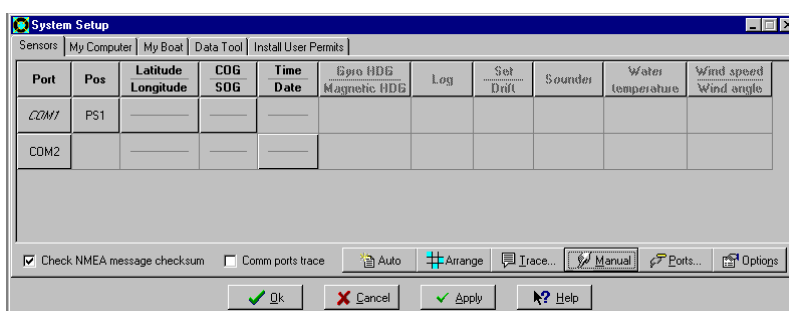 System Setup
Sensors My Computer My Boat Data Tool Install User Permits
Port Pos Latitude Longitude COG SOG Time Date Gyro HDG Magnetic HDG Log Set Drift Sounder Water temperature Wind speed Wind angle
COM1 PS1
COM2
Check NMEA message checksum Comm ports trace Auto Arrange Trace... Manual Ports... Options
Ok Cancel Apply Help